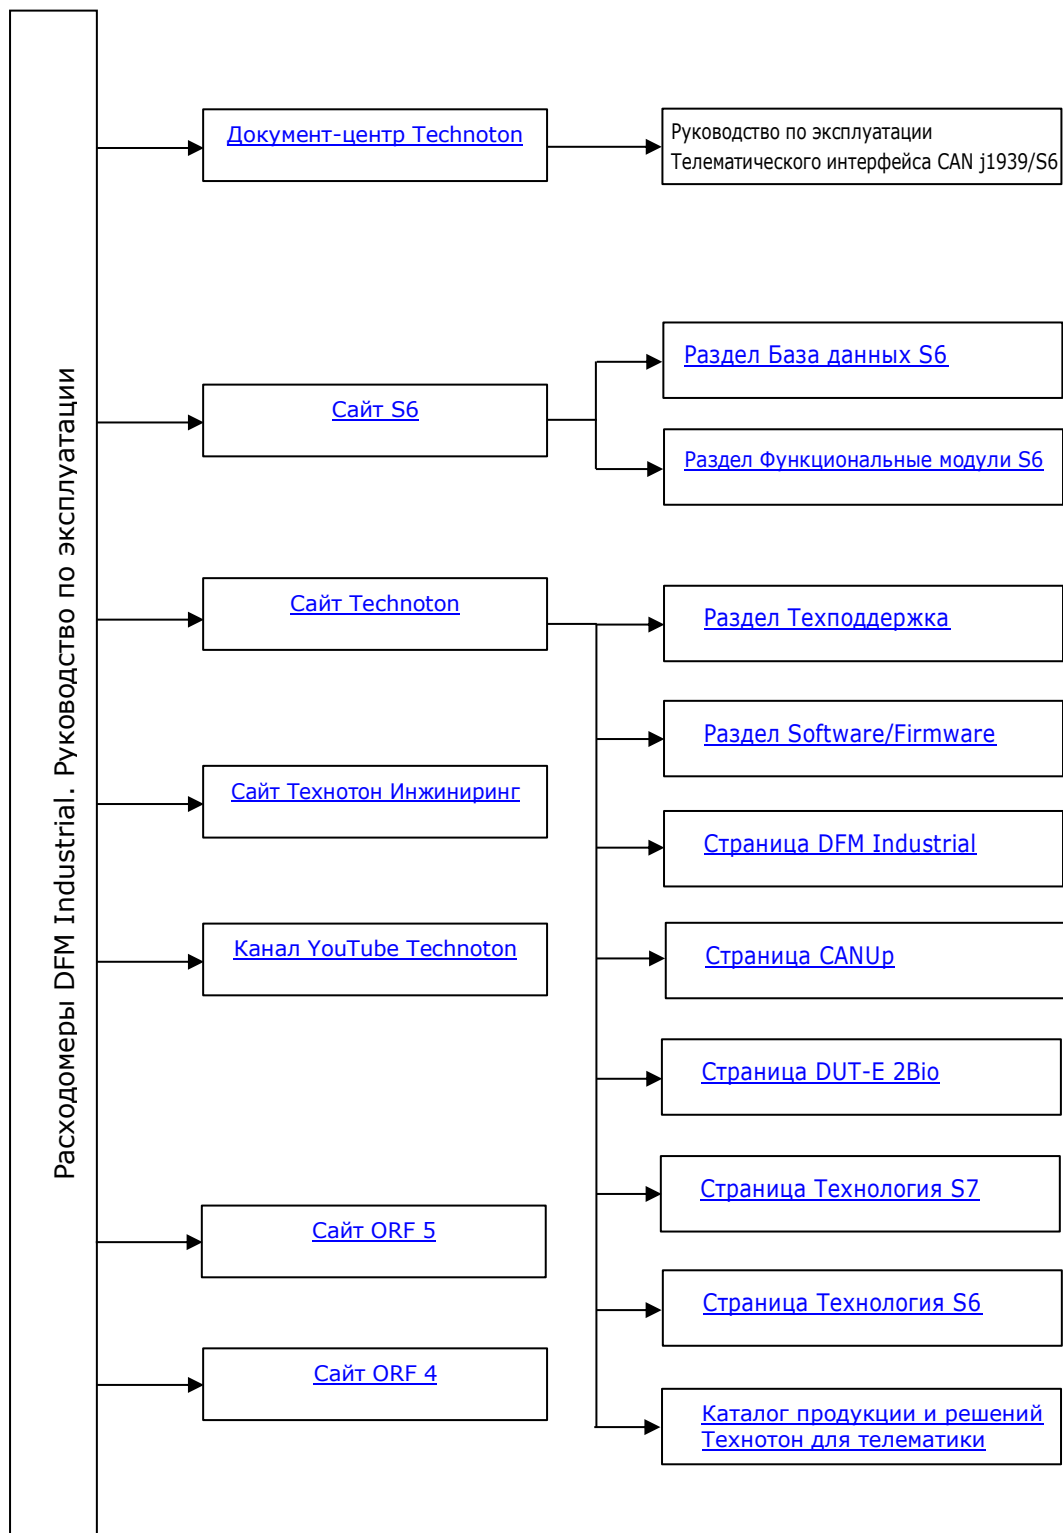 Расходомеры DFM Industrial. Руководство по эксплуатации
Документ-центр Technoton
Руководство по эксплуатации
Телематического интерфейса CAN j1939/S6
Сайт S6
Раздел База данных S6
Раздел Функциональные модули S6
Сайт Technoton
Раздел Техподдержка
Раздел Software/Firmware
Страница DFM Industrial
Страница CANUp
Страница DUT-E 2Bio
Страница Технология S7
Страница Технология S6
Каталог продукции и решений
Технотон для телематики
Сайт Технотон Инжиниринг
Канал YouTube Technoton
Сайт ORF 5
Сайт ORF 4